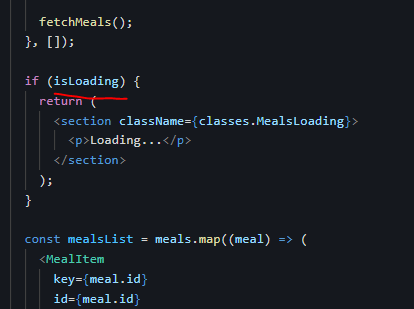 fetchMeals();
}, []);
if (isLoading) {
return (
<section className={classes.MealsLoading}>
<p>Loading...</p>
</section>
);
}
const mealsList = meals.map((meal) => (
<MealItem
key={meal.id}
id={meal.id}